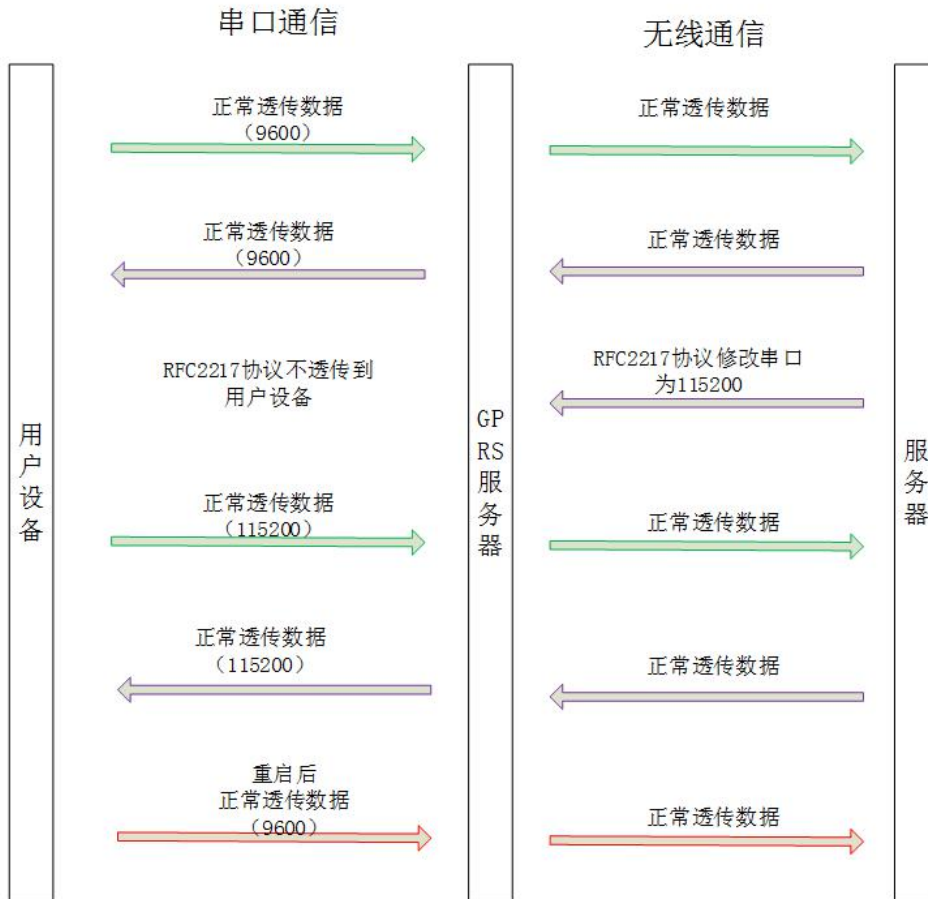 串口通信
无线通信
正常透传数据
（9600）
正常透传数据
正常透传数据
（9600）
正常透传数据
RFC2217协议不透传到
用户设备
RFC2217协议修改串口
为115200
用
户
设
备
GP
RS
服
务
器
服
务
器
正常透传数据
（115200）
正常透传数据
正常透传数据
（115200）
正常透传数据
重启后
正常透传数据
（9600）
正常透传数据